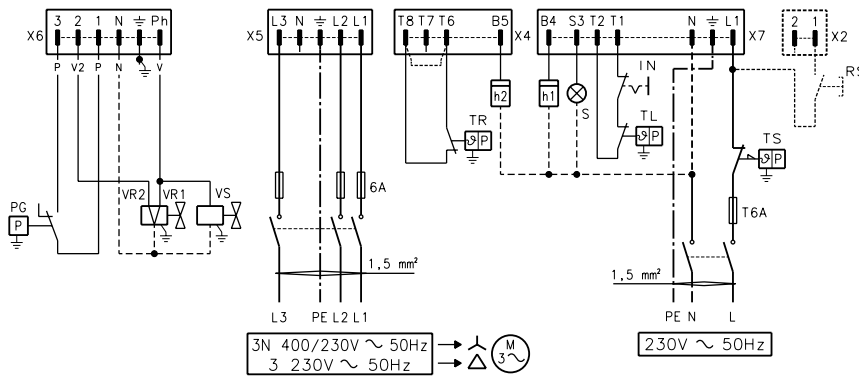 3 2 1 N Ph
L3 N L2 L1
T8 T7 T6 B5
B4 S3 T2 T1 N L1
2 1
X6
X5
X4
X7
X2
P V2 P N V
h2
h1
S
IN
RS
TR
ϑ P
TL
ϑ P
TS
ϑ P
PG
P
VR2 VR1 VS
6A
T6A
1,5 mm²
1,5 mm²
L3 PE L2 L1
PE N L
3N 400/230V ~ 50Hz
3 230V ~ 50Hz
M
3~
230V ~ 50Hz